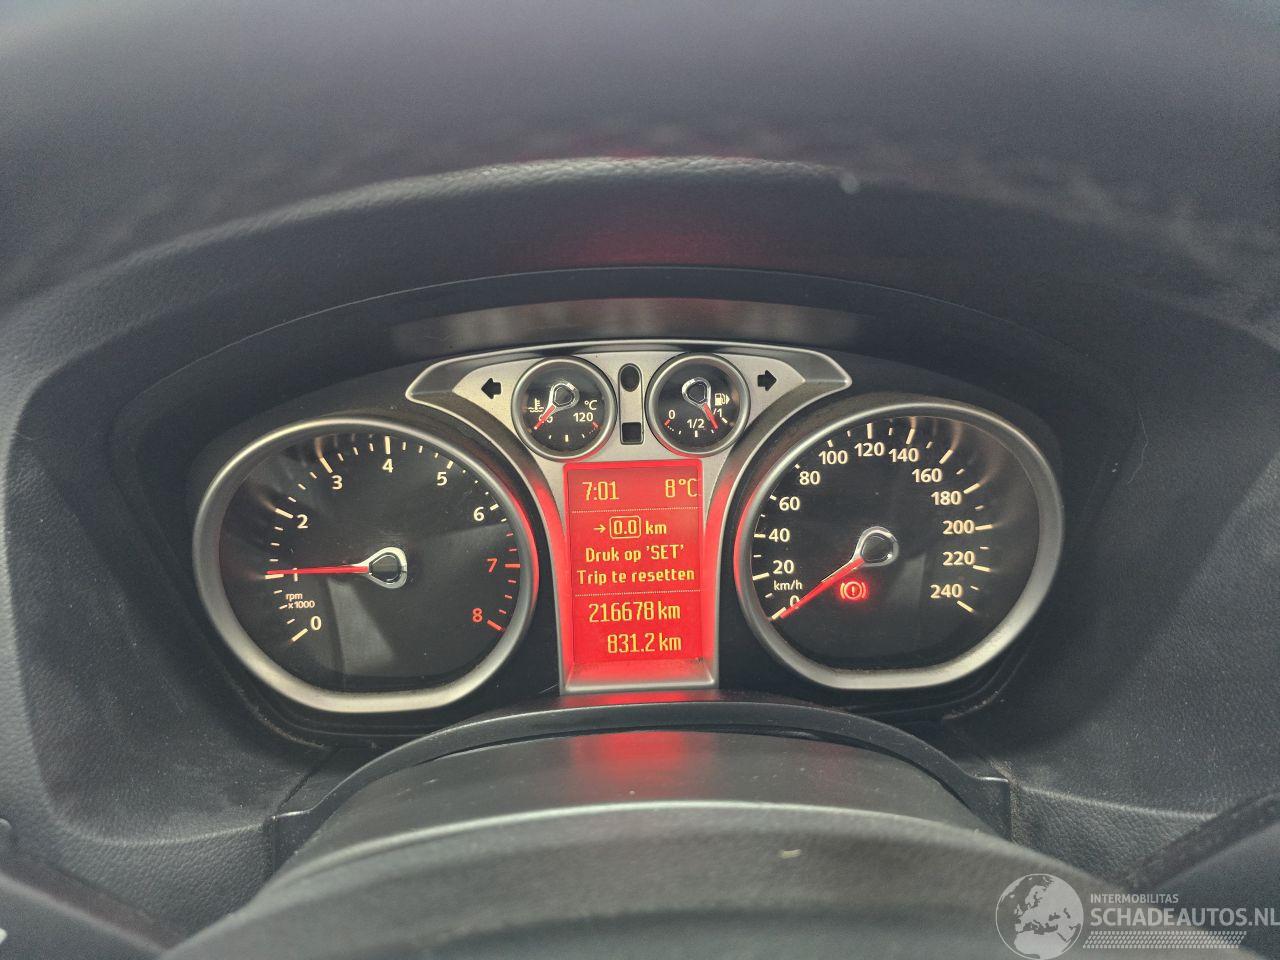 60 120 °C
0 1/2 1/1
0 2 3 4 5 6 7 8
rpm
x1000
7:01 8°C
→ 0.0 km
Druk op 'SET'
Trip te resetten
216678 km
831.2 km
0 20 40 60 80 100 120 140 160 180 200 220 240
km/h
INTERMOBILITAS
SCHADEAUTOS.NL